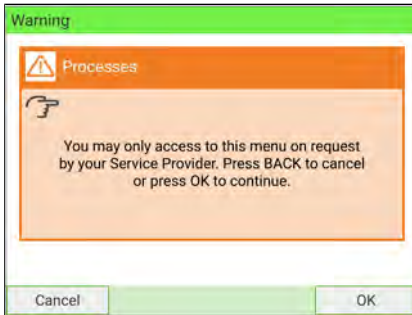 Warning
Processes
You may only access to this menu on request
by your Service Provider. Press BACK to cancel
or press OK to continue.
Cancel
OK